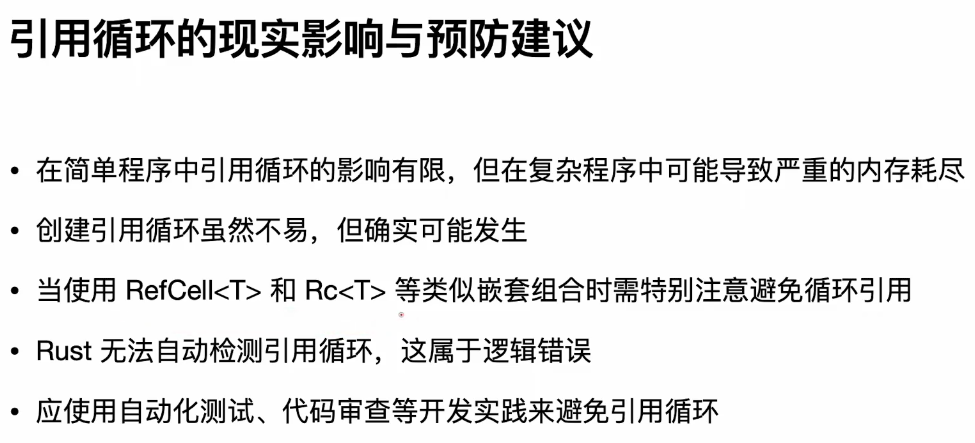 引用循环的现实影响与预防建议
• 在简单程序中引用循环的影响有限，但在复杂程序中可能导致严重的内存耗尽
• 创建引用循环虽然不易，但确实可能发生
• 当使用 RefCell<T> 和 Rc<T> 等类似嵌套组合时需特别注意避免循环引用
• Rust 无法自动检测引用循环，这属于逻辑错误
• 应使用自动化测试、代码审查等开发实践来避免引用循环